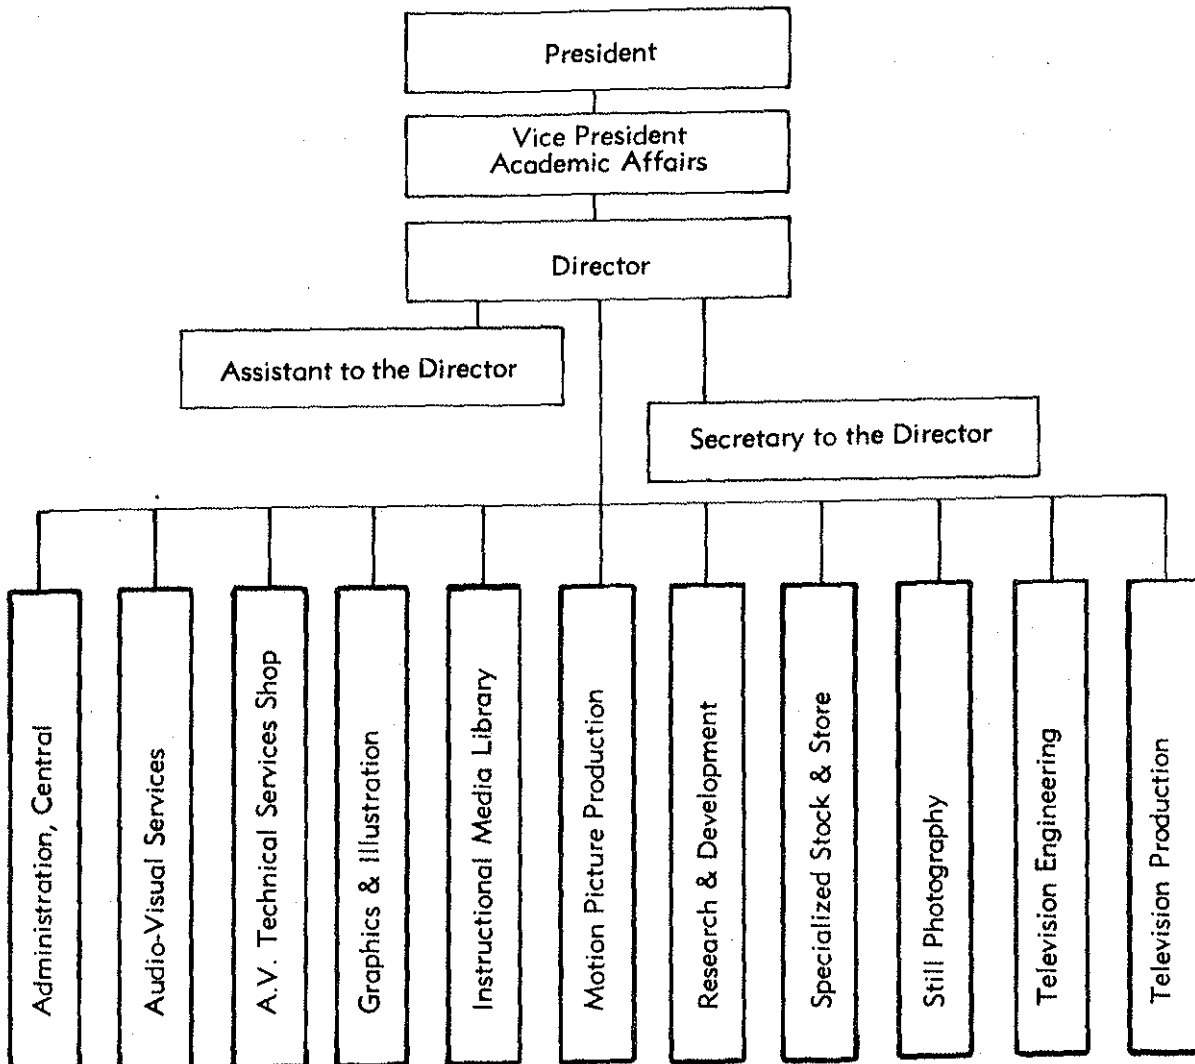 President
Vice President
Academic Affairs
Director
Assistant to the Director
Secretary to the Director
Administration, Central
Audio-Visual Services
A.V. Technical Services Shop
Graphics & Illustration
Instructional Media Library
Motion Picture Production
Research & Development
Specialized Stock & Store
Still Photography
Television Engineering
Television Production